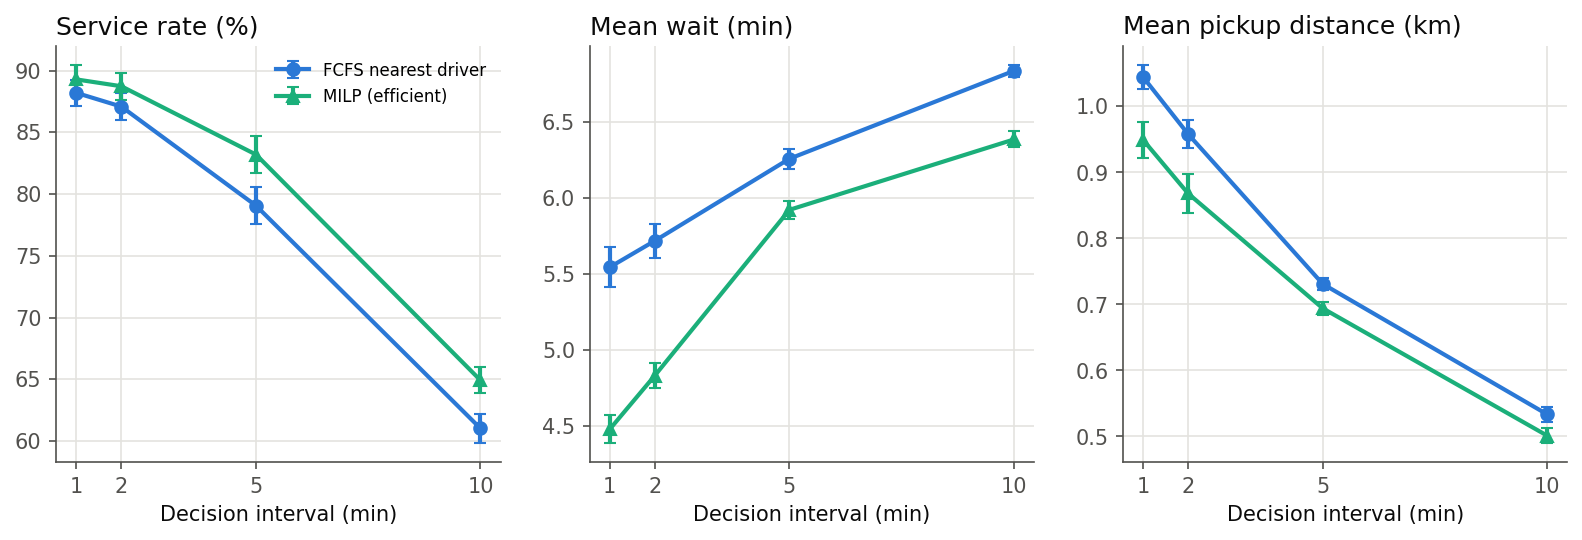 Service rate (%)
90
85
80
75
70
65
60
FCFS nearest driver
MILP (efficient)
1 2 5 10
Decision interval (min)
Mean wait (min)
6.5
6.0
5.5
5.0
4.5
1 2 5 10
Decision interval (min)
Mean pickup distance (km)
1.0
0.9
0.8
0.7
0.6
0.5
1 2 5 10
Decision interval (min)